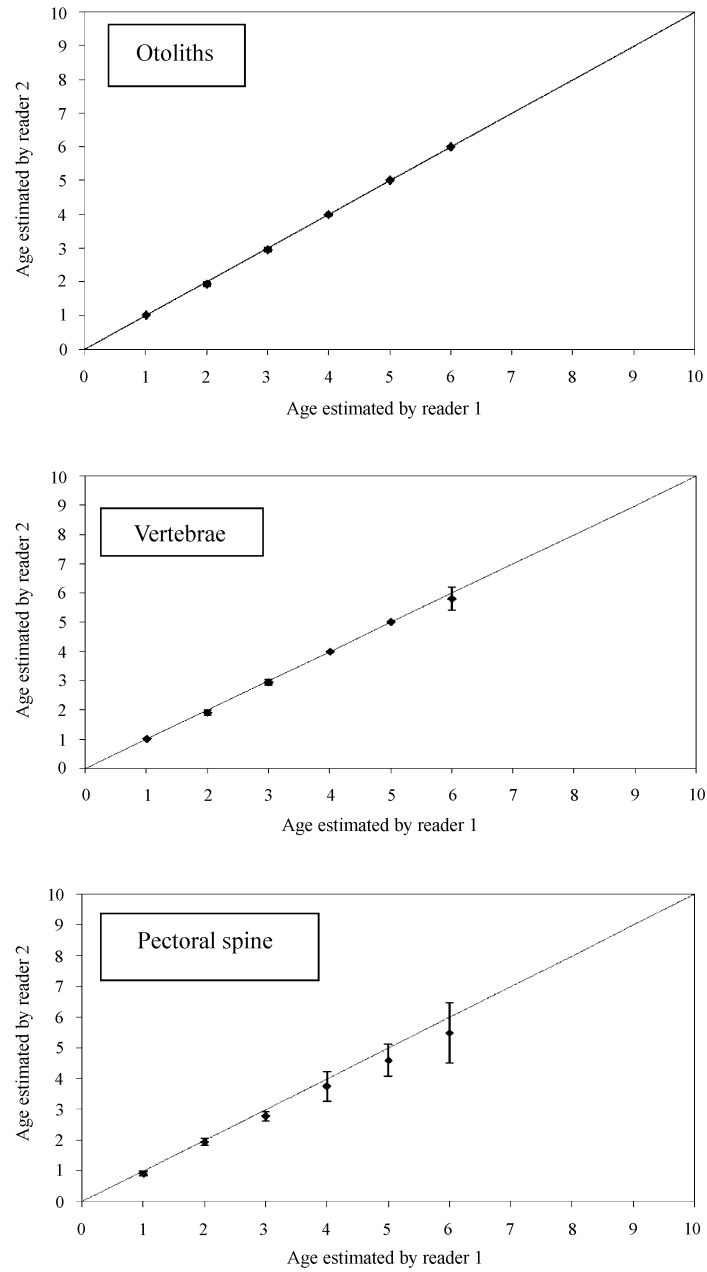 Otoliths
Age estimated by reader 2
10
9
8
7
6
5
4
3
2
1
0
0 1 2 3 4 5 6 7 8 9 10
Age estimated by reader 1
Vertebrae
Age estimated by reader 2
10
9
8
7
6
5
4
3
2
1
0
0 1 2 3 4 5 6 7 8 9 10
Age estimated by reader 1
Pectoral spine
Age estimated by reader 2
10
9
8
7
6
5
4
3
2
1
0
0 1 2 3 4 5 6 7 8 9 10
Age estimated by reader 1